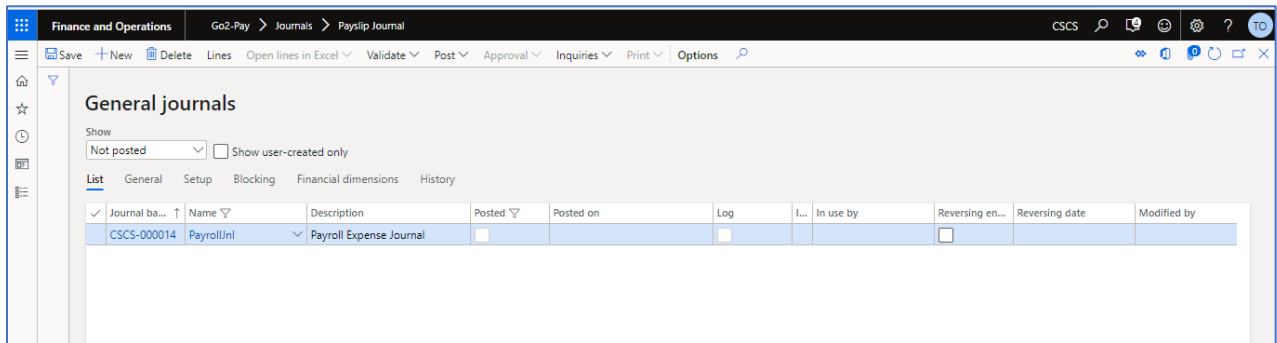 Finance and Operations Go2-Pay > Journals > Payslip Journal CSCS ? TO
Save + New Delete Lines Open lines in Excel Validate Post Approval Inquiries Print Options 0
General journals
Show
Not posted Show user-created only
List General Setup Blocking Financial dimensions History
Journal ba... ↑ Name Description Posted Posted on Log I... In use by Reversing en... Reversing date Modified by
CSCS-000014 PayrollJnl Payroll Expense Journal